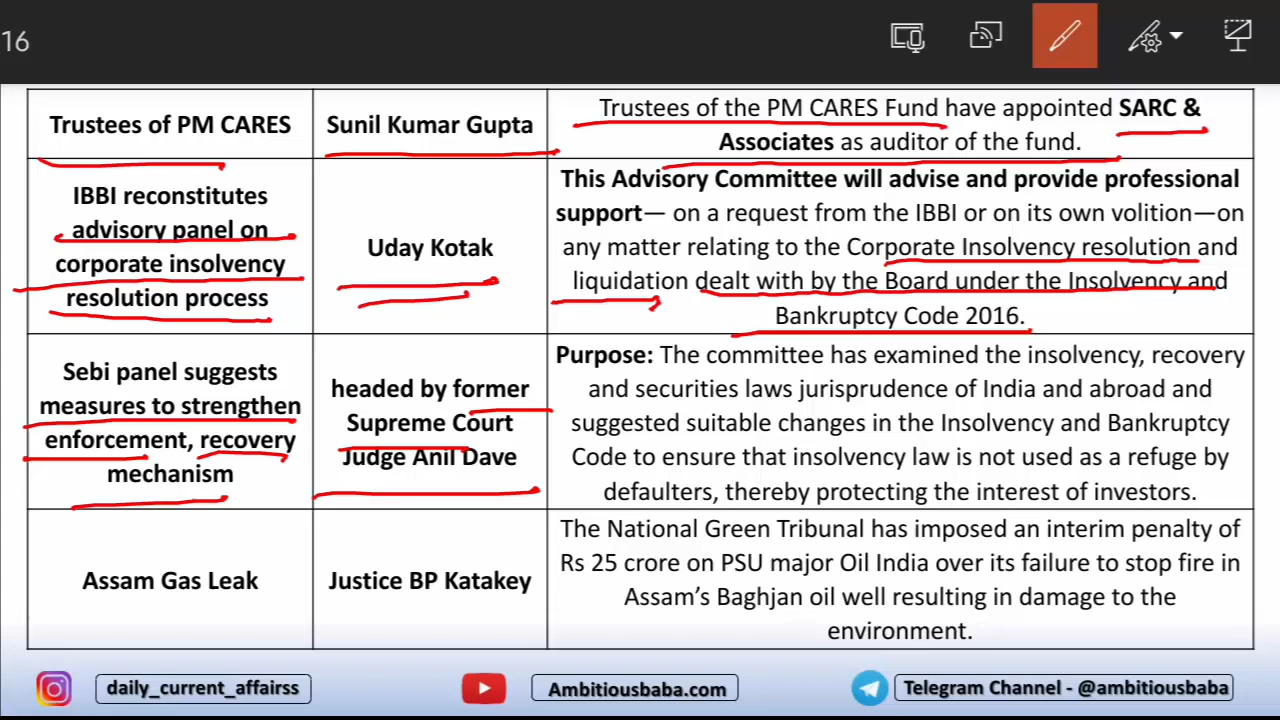 16
Trustees of PM CARES
Sunil Kumar Gupta
Trustees of the PM CARES Fund have appointed SARC &
Associates as auditor of the fund.
IBBI reconstitutes
advisory panel on
corporate insolvency
resolution process
Uday Kotak
This Advisory Committee will advise and provide professional
support— on a request from the IBBI or on its own volition—on
any matter relating to the Corporate Insolvency resolution and
liquidation dealt with by the Board under the Insolvency and
Bankruptcy Code 2016.
Sebi panel suggests
measures to strengthen
enforcement, recovery
mechanism
headed by former
Supreme Court
Judge Anil Dave
Purpose: The committee has examined the insolvency, recovery
and securities laws jurisprudence of India and abroad and
suggested suitable changes in the Insolvency and Bankruptcy
Code to ensure that insolvency law is not used as a refuge by
defaulters, thereby protecting the interest of investors.
Assam Gas Leak
Justice BP Katakey
The National Green Tribunal has imposed an interim penalty of
Rs 25 crore on PSU major Oil India over its failure to stop fire in
Assam's Baghjan oil well resulting in damage to the
environment.
daily_current_affairss
Ambitiousbaba.com
Telegram Channel - @ambitiousbaba